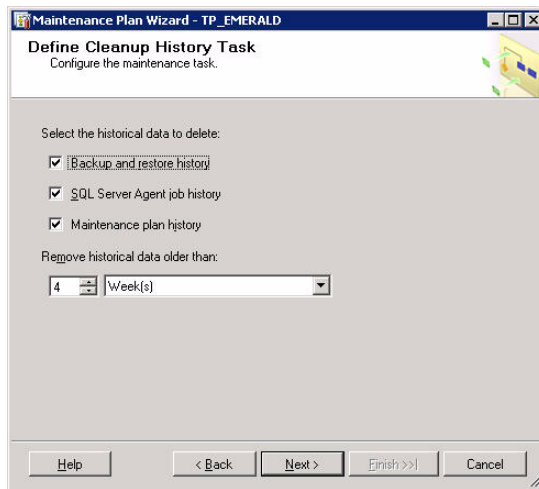 Maintenance Plan Wizard - TP_EMERALD
Define Cleanup History Task
Configure the maintenance task.
Select the historical data to delete:
Backup and restore history
SQL Server Agent job history
Maintenance plan history
Remove historical data older than:
4 Week(s)
Help < Back Next > Finish >>| Cancel